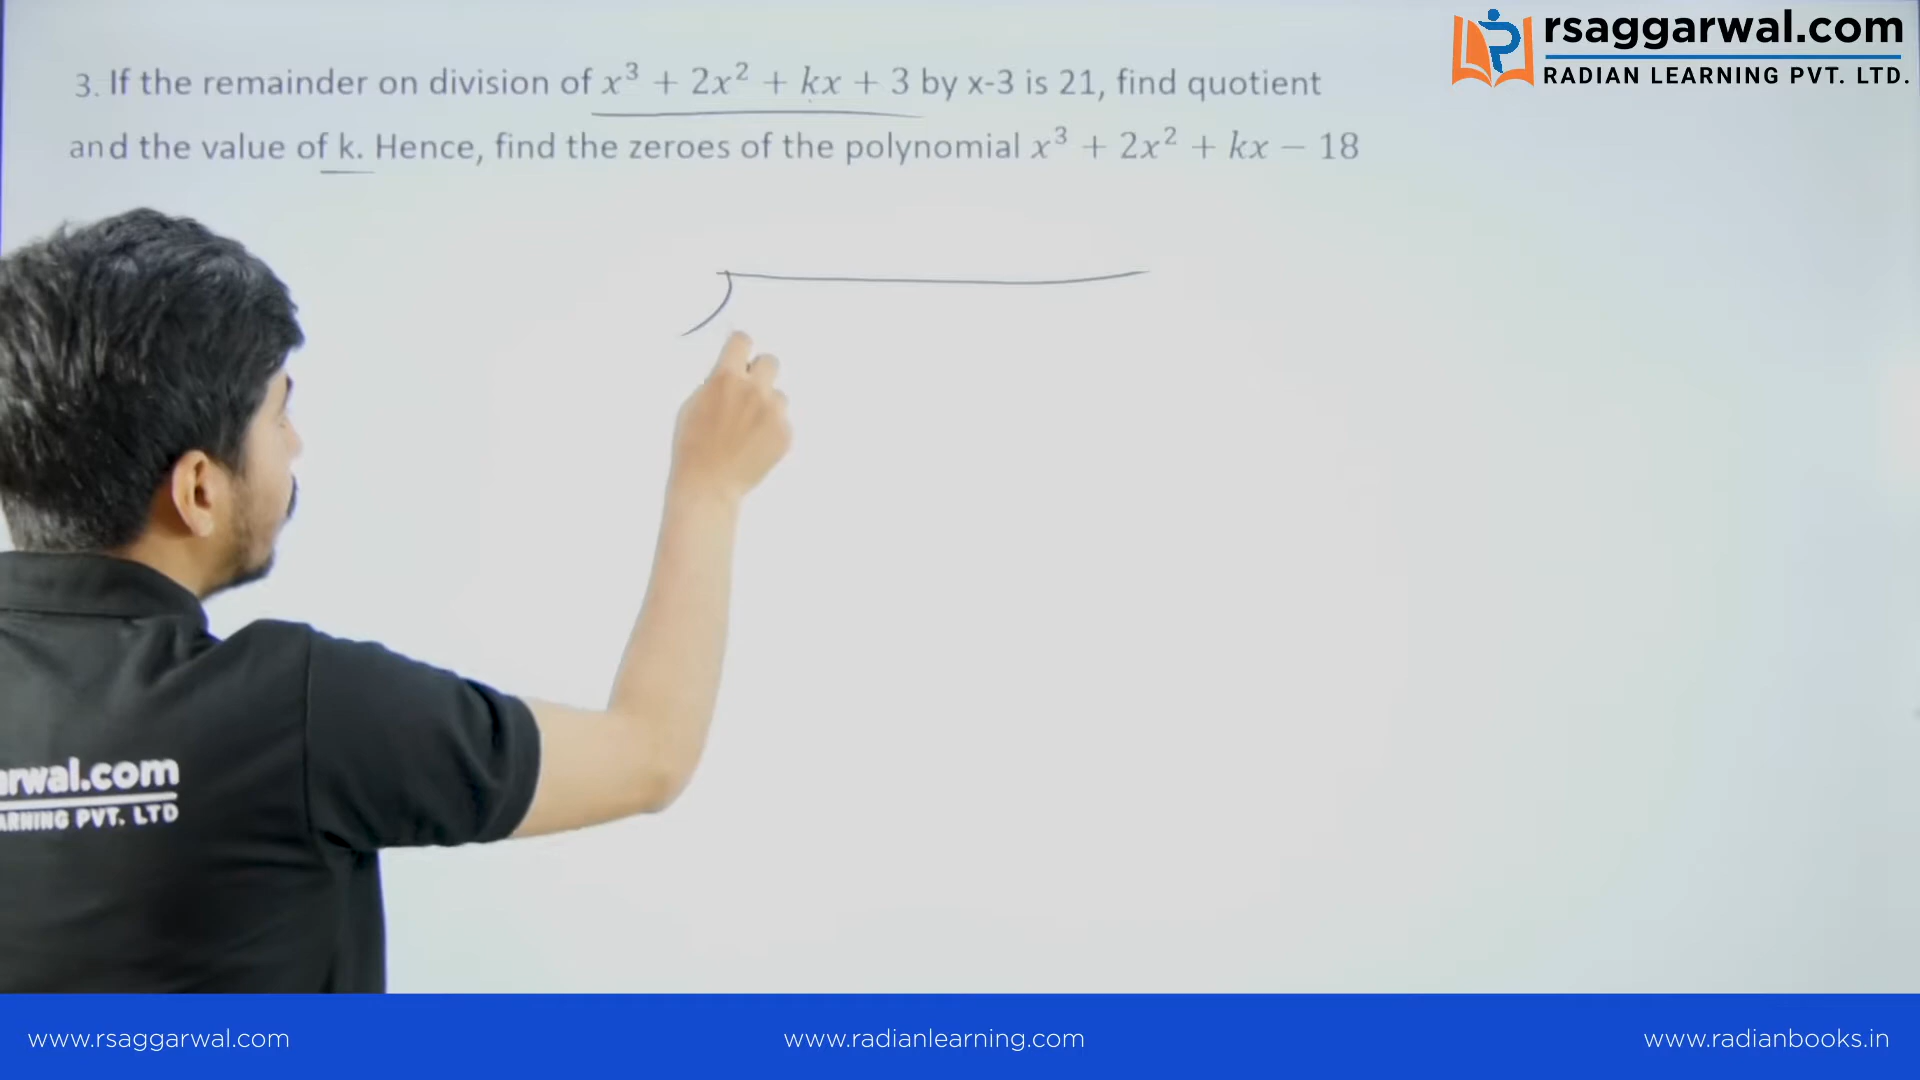 rsaggarwal.com
RADIAN LEARNING PVT. LTD.
3. If the remainder on division of x³ + 2x² + kx + 3 by x-3 is 21, find quotient
and the value of k. Hence, find the zeroes of the polynomial x³ + 2x² + kx − 18
arwal.com
ARNING PVT. LTD
www.rsaggarwal.com
www.radianlearning.com
www.radianbooks.in